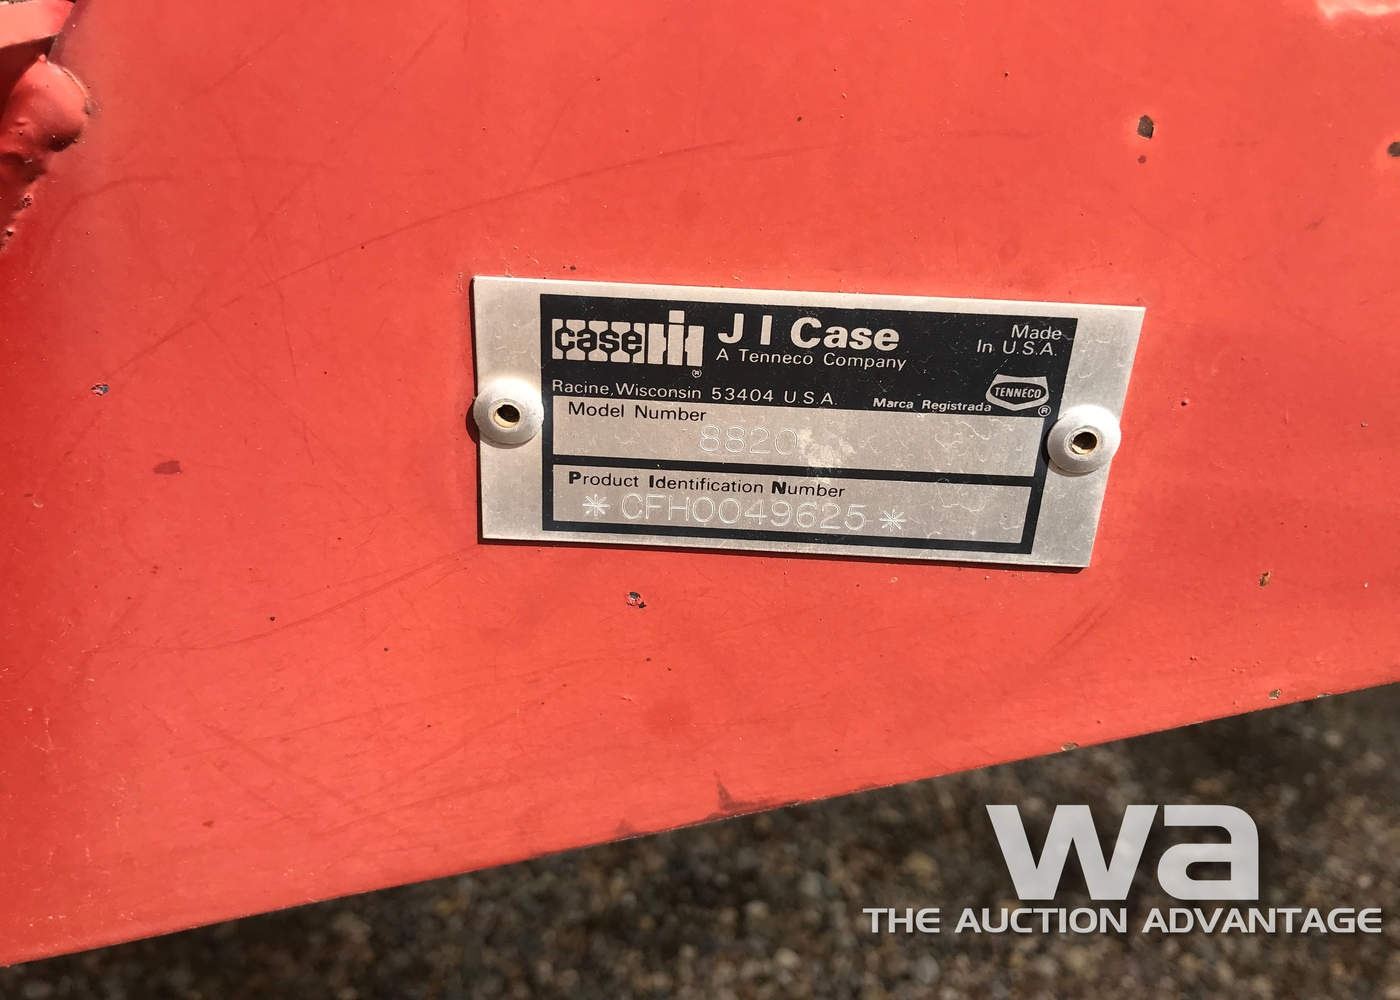 case IH ®
J I Case
A Tenneco Company
Made
In U.S.A.
Racine, Wisconsin 53404 U.S.A.
Marca Registrada
TENNECO ®
Model Number
8820
Product Identification Number
* CFH0049625 *
wa
THE AUCTION ADVANTAGE